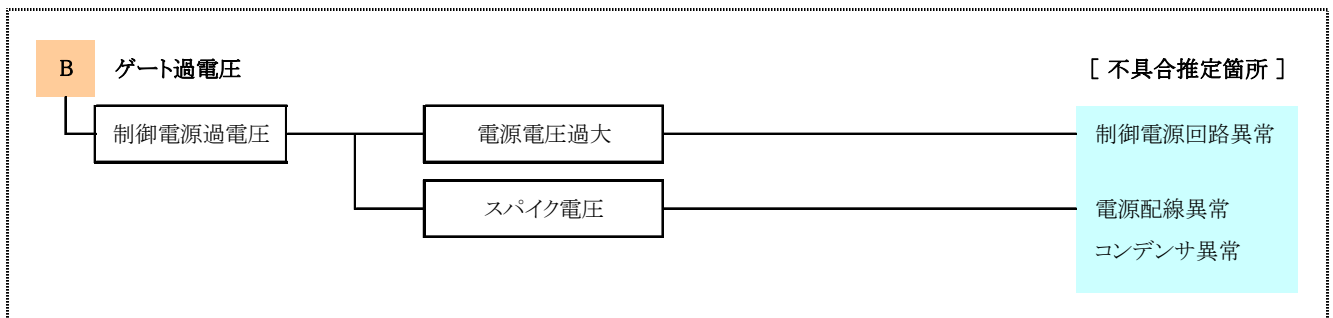 B ゲート過電圧 [ 不具合推定箇所 ]
制御電源過電圧 電源電圧過大 制御電源回路異常
スパイク電圧 電源配線異常
コンデンサ異常